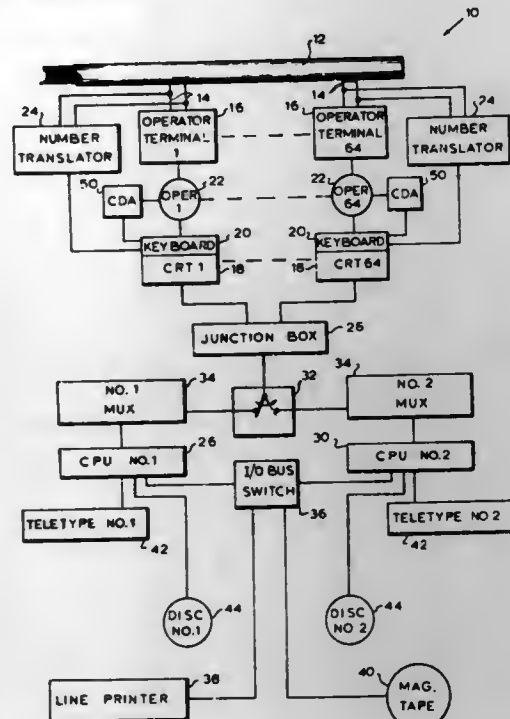 10
12
14 14
24 16 16 24
NUMBER TRANSLATOR
OPERATOR TERMINAL 1
OPERATOR TERMINAL 64
NUMBER TRANSLATOR
50 22 22 50
CDA
OPER 1
OPER 64
CDA
20 20
KEYBOARD
KEYBOARD
CRT 1
18
18
CRT 64
JUNCTION BOX
26
34 32 34
NO. 1 MUX
NO. 2 MUX
26 30
CPU NO.1
I/O BUS SWITCH
CPU NO.2
36
TELETYPE NO.1
TELETYPE NO 2
42 42
DISC NO.1
44
DISC NO 2
44
38 40
LINE PRINTER
MAG. TAPE